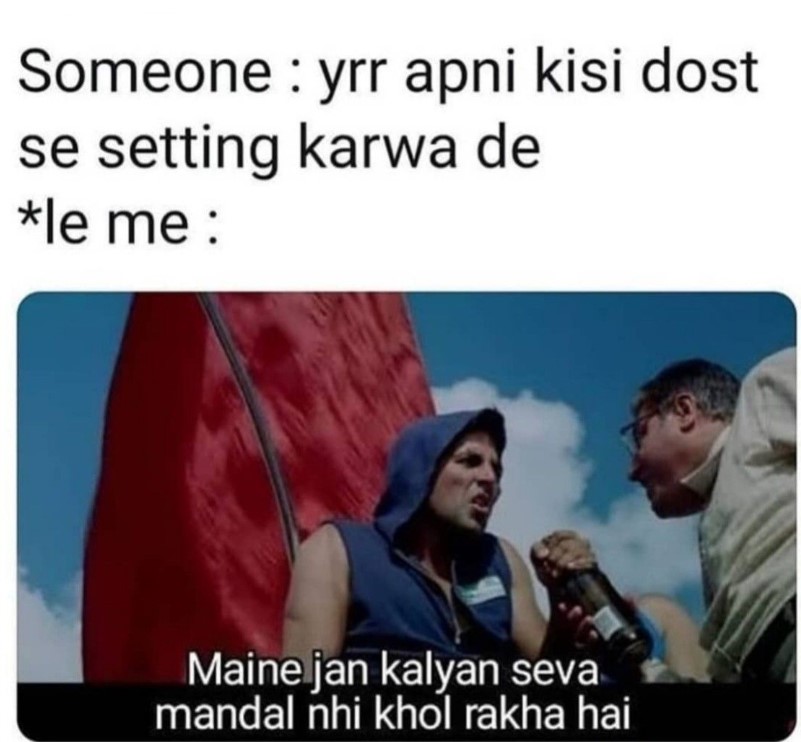 Someone : yrr apni kisi dost
se setting karwa de
*le me :
Maine jan kalyan seva
mandal nhi khol rakha hai